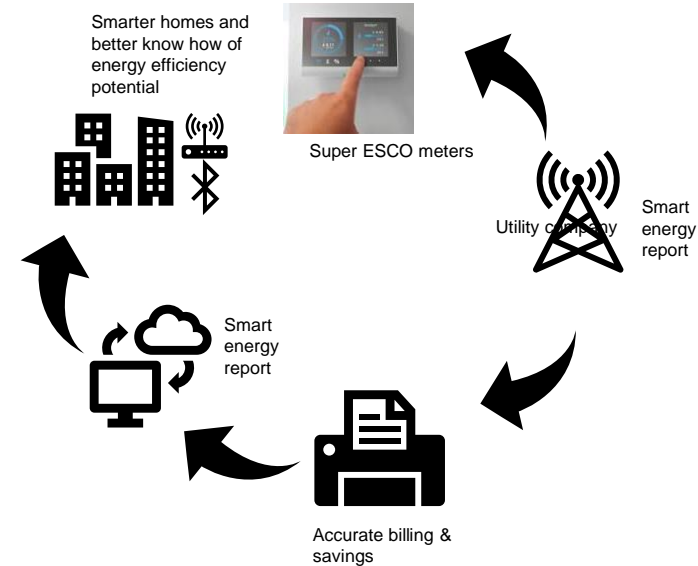 Smarter homes and
better know how of
energy efficiency
potential
Super ESCO meters
Utility company
Smart
energy
report
Smart
energy
report
Accurate billing &
savings